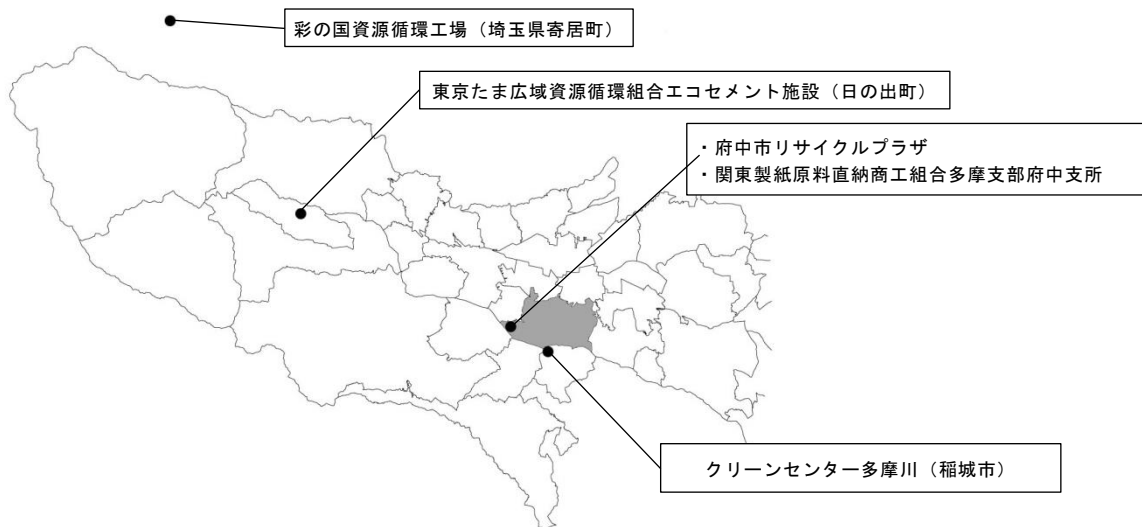 彩の国資源循環工場（埼玉県寄居町）
東京たま広域資源循環組合エコセメント施設（日の出町）
・府中市リサイクルプラザ
・関東製紙原料直納商工組合多摩支部府中支所
クリーンセンター多摩川（稲城市）